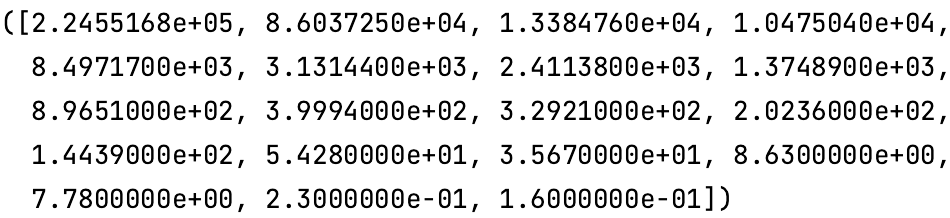 ([2.2455168e+05, 8.6037250e+04, 1.3384760e+04, 1.0475040e+04,
8.4971700e+03, 3.1314400e+03, 2.4113800e+03, 1.3748900e+03,
8.9651000e+02, 3.9994000e+02, 3.2921000e+02, 2.0236000e+02,
1.4439000e+02, 5.4280000e+01, 3.5670000e+01, 8.6300000e+00,
7.7800000e+00, 2.3000000e-01, 1.6000000e-01])